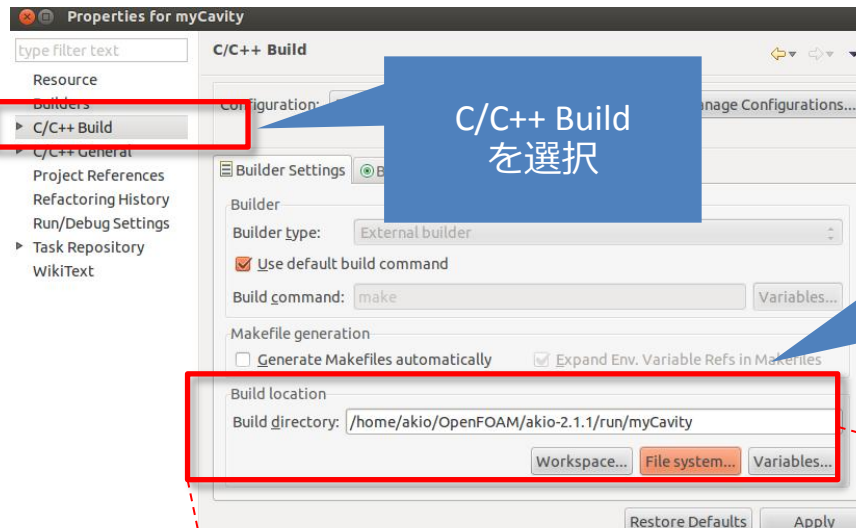 Properties for myCavity
type filter text
C/C++ Build
Resource
Builders
C/C++ Build
C/C++ General
Project References
Refactoring History
Run/Debug Settings
Task Repository
WikiText
Configuration:
Manage Configurations...
C/C++ Build
を選択
Builder Settings
Builder
Builder type: External builder
Use default build command
Build command: make Variables...
Makefile generation
Generate Makefiles automatically Expand Env. Variable Refs in Makefiles
Build location
Build directory: /home/akio/OpenFOAM/akio-2.1.1/run/myCavity
Workspace... File system... Variables...
Restore Defaults Apply